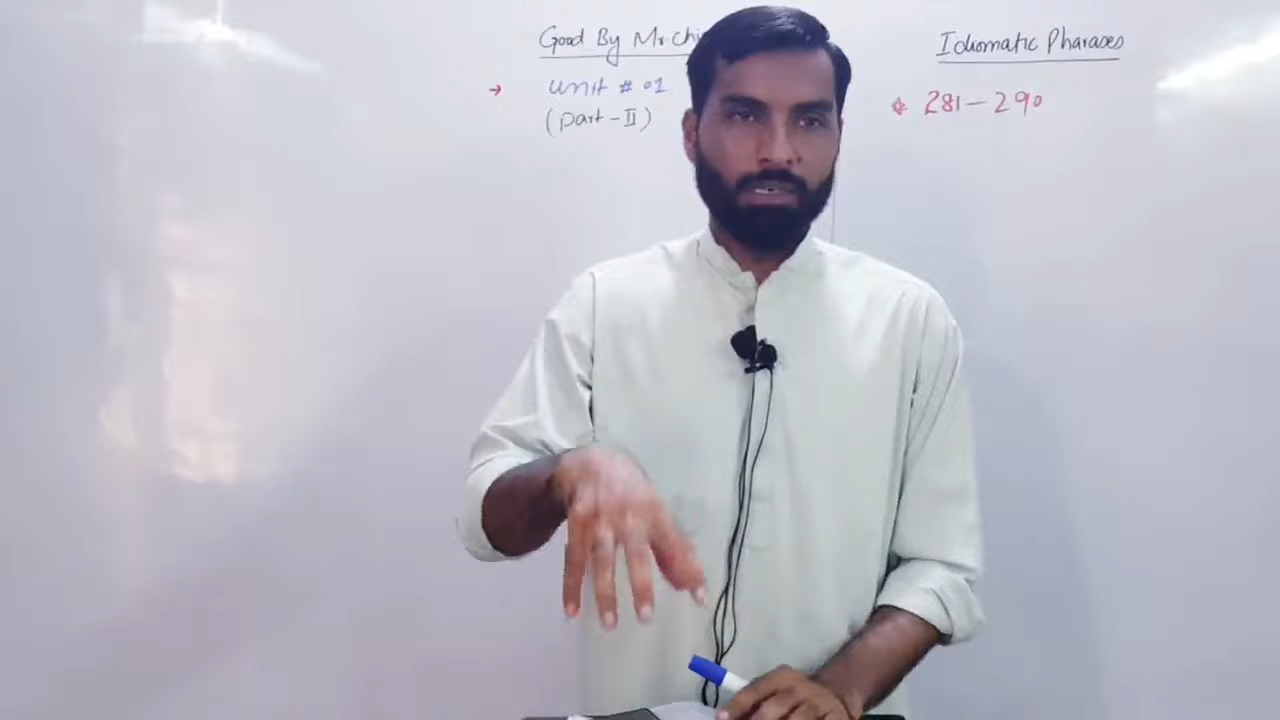 Good By Mr. Chi
Unit # 01
(Part - II)
Idiomatic Pharases
281 - 290